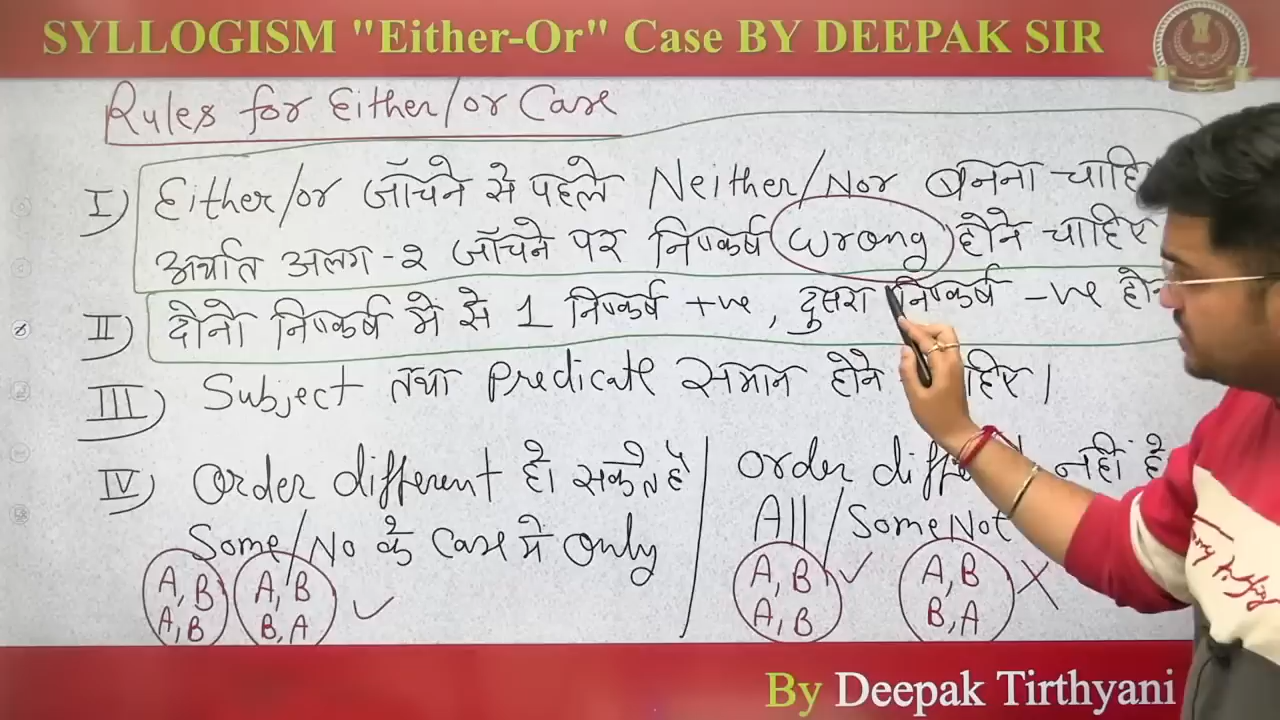 SYLLOGISM "Either-Or" Case BY DEEPAK SIR
Rules for Either/or Case
I) Either/or जाँचने से पहले Neither/Nor बनना चाहि
अर्थात अलग-२ जाँचने पर निष्कर्ष wrong होने चाहिए
II) दोनो निष्कर्ष मे से 1 निष्कर्ष +ve, दुसरा निष्कर्ष -ve हो
III) Subject तथा Predicate समान होने हिए।
IV) Order different हो सकते है
Some/No के Case मे only
A, B A, B
A, B B, A
Order diff नहीं हो
All/Some Not
A, B A, B
A, B B, A
By Deepak Tirthyani